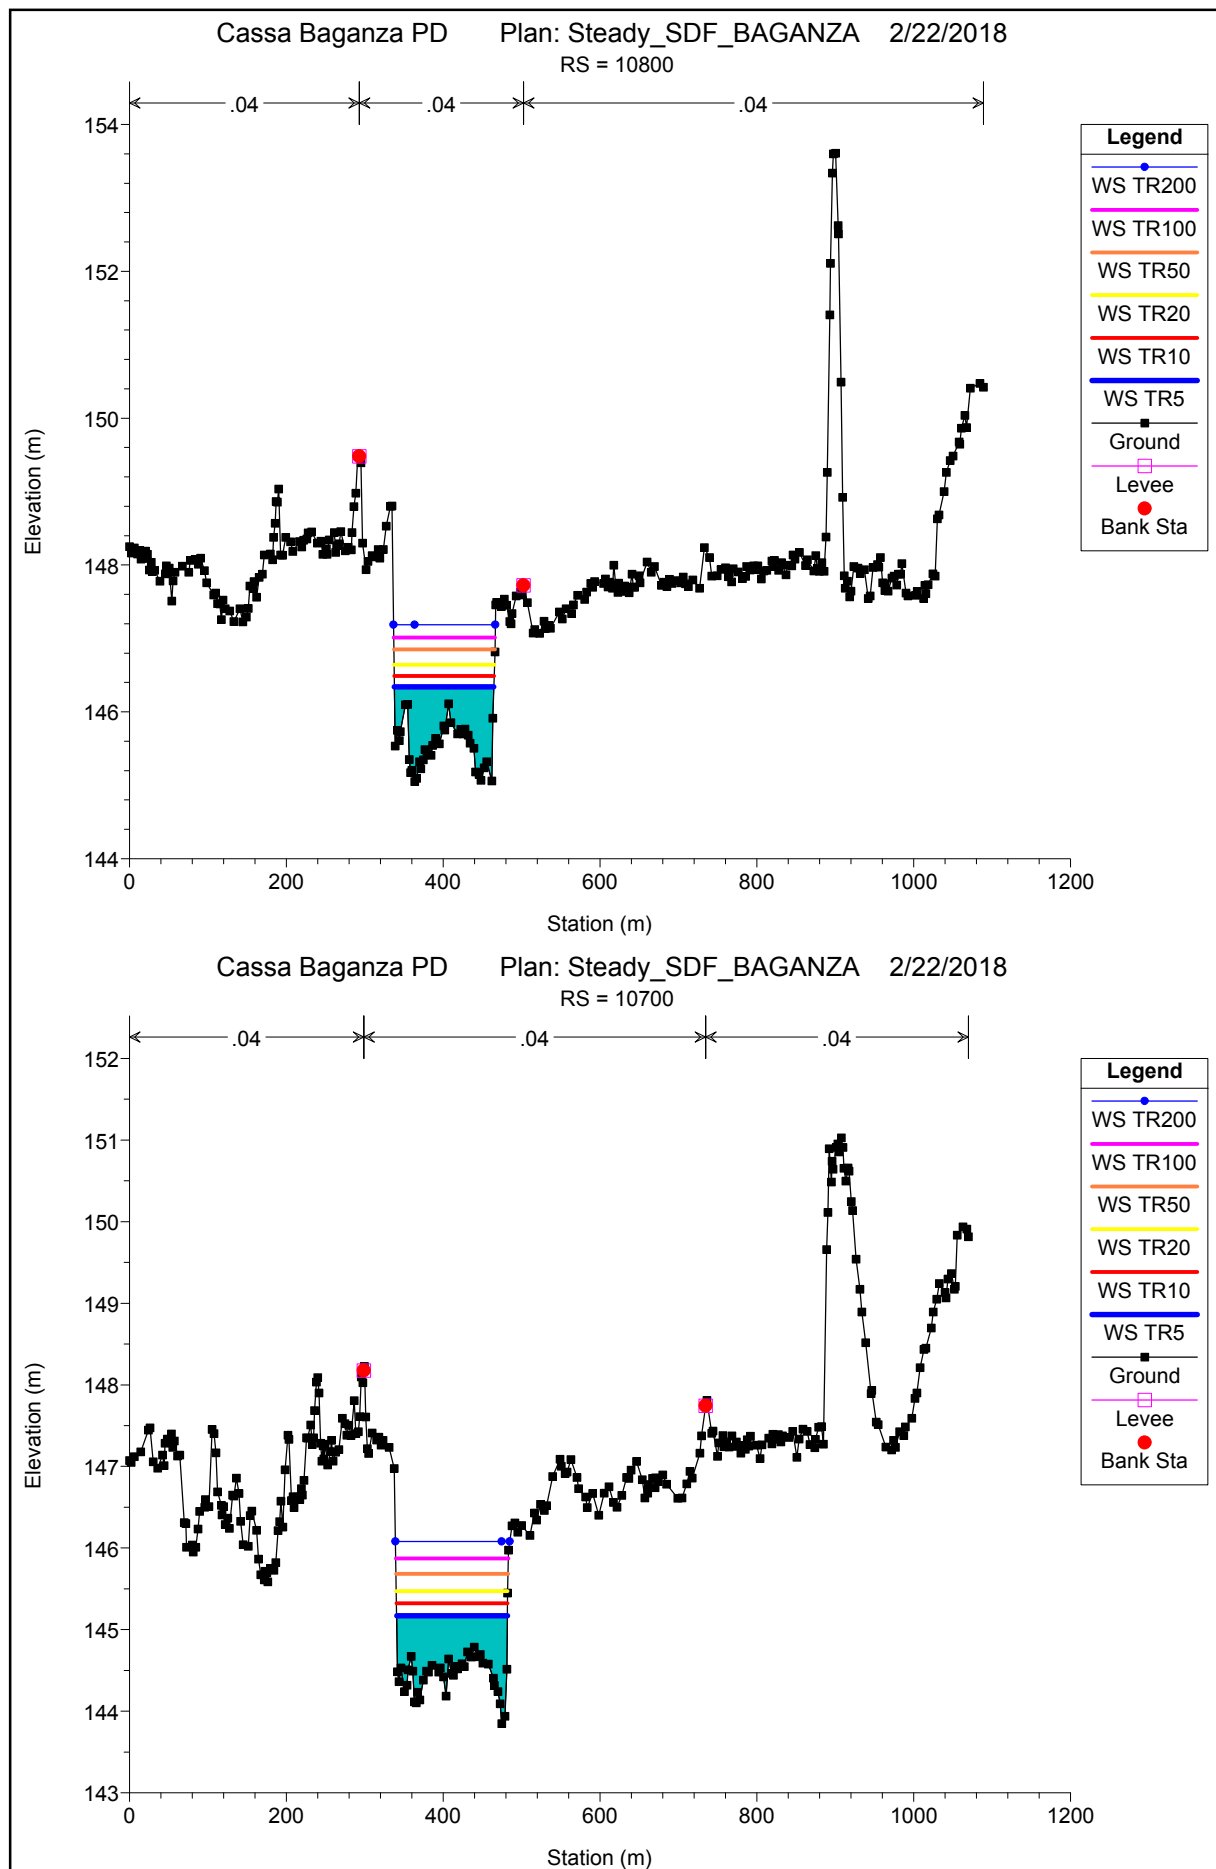 Cassa Baganza PD Plan: Steady_SDF_BAGANZA 2/22/2018
RS = 10800
.04 .04 .04
Legend
WS TR200
WS TR100
WS TR50
WS TR20
WS TR10
WS TR5
Ground
Levee
Bank Sta
154
152
150
148
146
144
Elevation (m)
0 200 400 600 800 1000 1200
Station (m)
Cassa Baganza PD Plan: Steady_SDF_BAGANZA 2/22/2018
RS = 10700
.04 .04 .04
Legend
WS TR200
WS TR100
WS TR50
WS TR20
WS TR10
WS TR5
Ground
Levee
Bank Sta
152
151
150
149
148
147
146
145
144
143
Elevation (m)
0 200 400 600 800 1000 1200
Station (m)